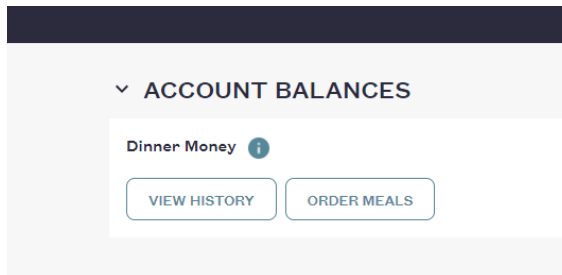 ACCOUNT BALANCES
Dinner Money i
VIEW HISTORY ORDER MEALS